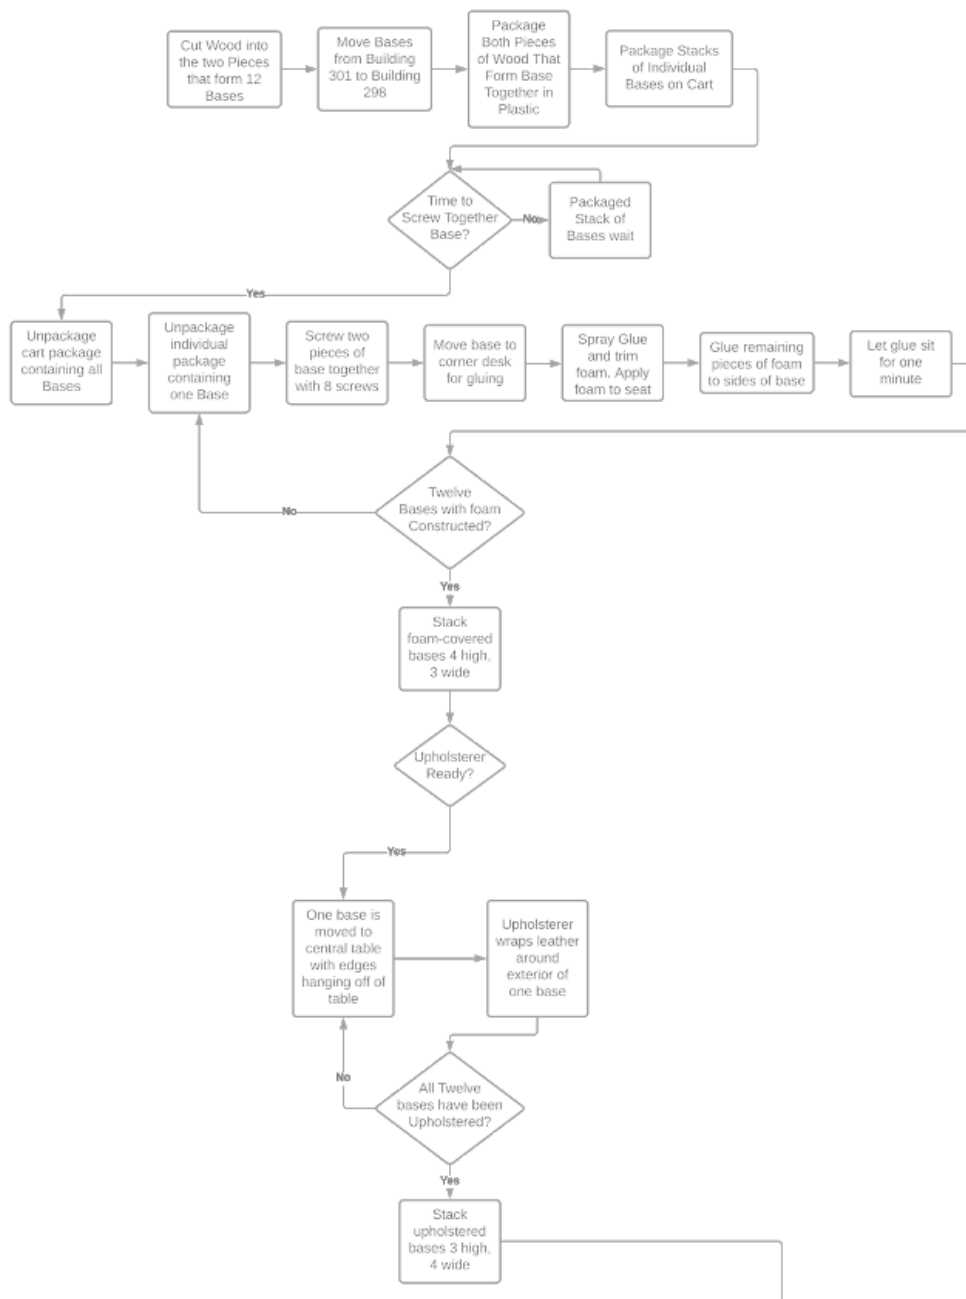 Cut Wood into
the two Pieces
that form 12
Bases
Move Bases
from Building
301 to Building
298
Package
Both Pieces
of Wood That
Form Base
Together in
Plastic
Package Stacks
of Individual
Bases on Cart
Time to
Screw Together
Base?
No
Packaged
Stack of
Bases wait
Yes
Unpackage
cart package
containing all
Bases
Unpackage
individual
package
containing
one Base
Screw two
pieces of
base together
with 8 screws
Move base to
corner desk
for gluing
Spray Glue
and trim
foam. Apply
foam to seat
Glue remaining
pieces of foam
to sides of base
Let glue sit
for one
minute
Twelve
Bases with foam
Constructed?
No
Yes
Stack
foam-covered
bases 4 high,
3 wide
Upholsterer
Ready?
Yes
One base is
moved to
central table
with edges
hanging off of
table
Upholsterer
wraps leather
around
exterior of
one base
No
All Twelve
bases have been
Upholstered?
Yes
Stack
upholstered
bases 3 high,
4 wide